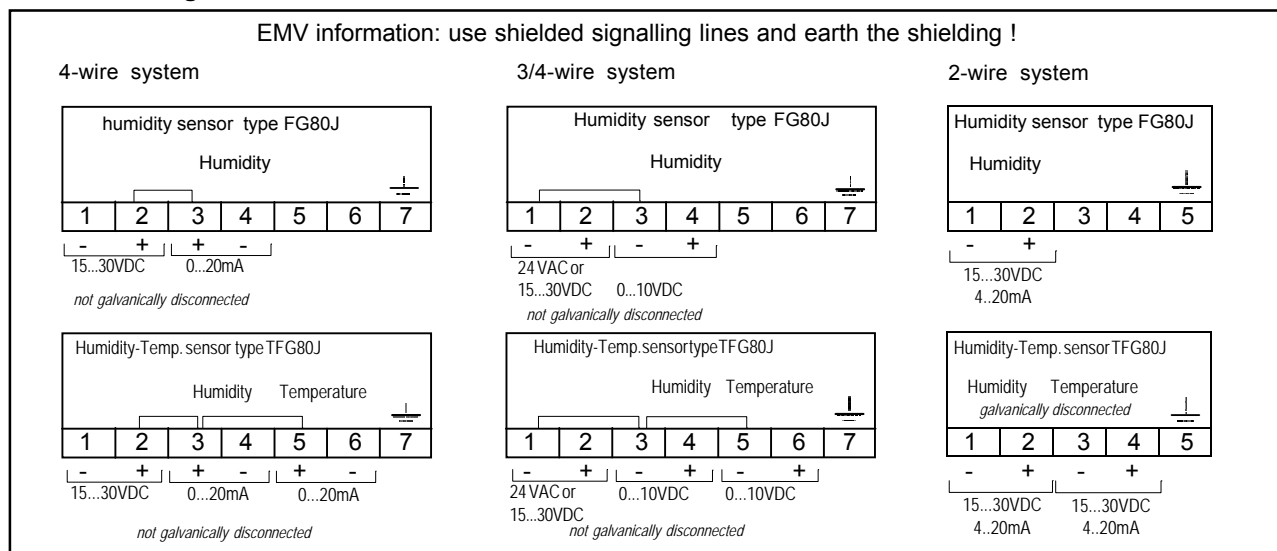 EMV information: use shielded signalling lines and earth the shielding !
4-wire system
humidity sensor type FG80J
Humidity
1 2 3 4 5 6 7
- + + -
15...30VDC 0...20mA
not galvanically disconnected
Humidity-Temp. sensor type TFG80J
Humidity Temperature
1 2 3 4 5 6 7
- + + - + -
15...30VDC 0...20mA 0...20mA
not galvanically disconnected
3/4-wire system
Humidity sensor type FG80J
Humidity
1 2 3 4 5 6 7
- + - +
24 VAC or
15...30VDC 0...10VDC
not galvanically disconnected
Humidity-Temp.sensortypeTFG80J
Humidity Temperature
1 2 3 4 5 6 7
- + - + - +
24 VAC or 0...10VDC 0...10VDC
15...30VDC
not galvanically disconnected
2-wire system
Humidity sensor type FG80J
Humidity
1 2 3 4 5
- +
15...30VDC
4..20mA
Humidity-Temp. sensor TFG80J
Humidity Temperature
galvanically disconnected
1 2 3 4 5
- + - +
15...30VDC 15...30VDC
4..20mA 4..20mA